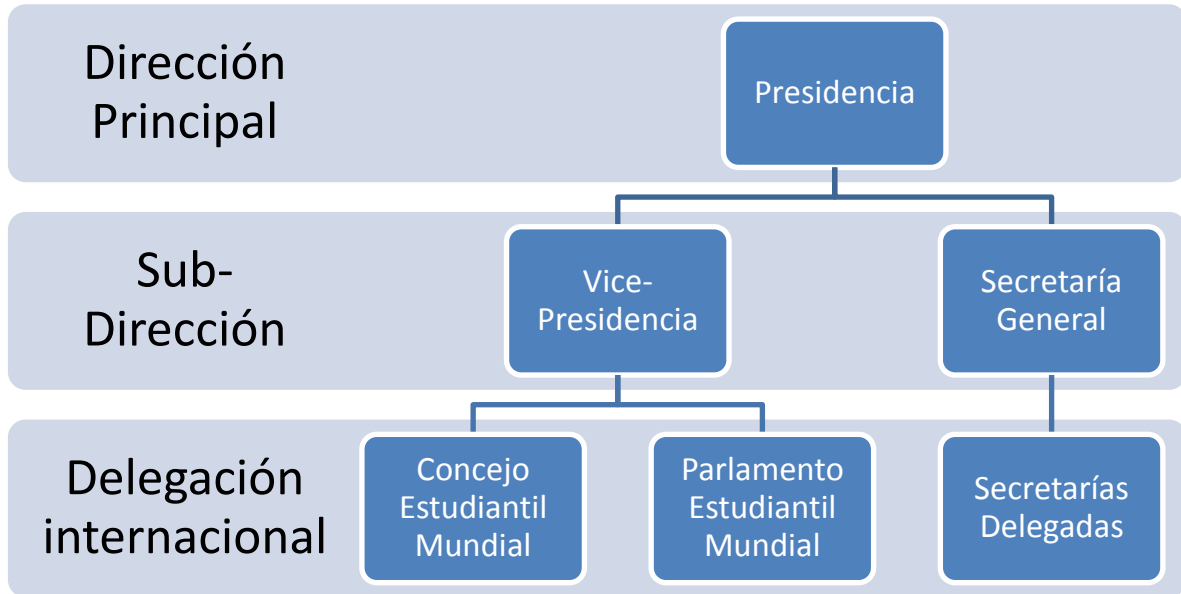 Dirección
Principal
Presidencia
Sub-
Dirección
Vice-
Presidencia
Secretaría
General
Delegación
internacional
Concejo
Estudiantil
Mundial
Parlamento
Estudiantil
Mundial
Secretarías
Delegadas